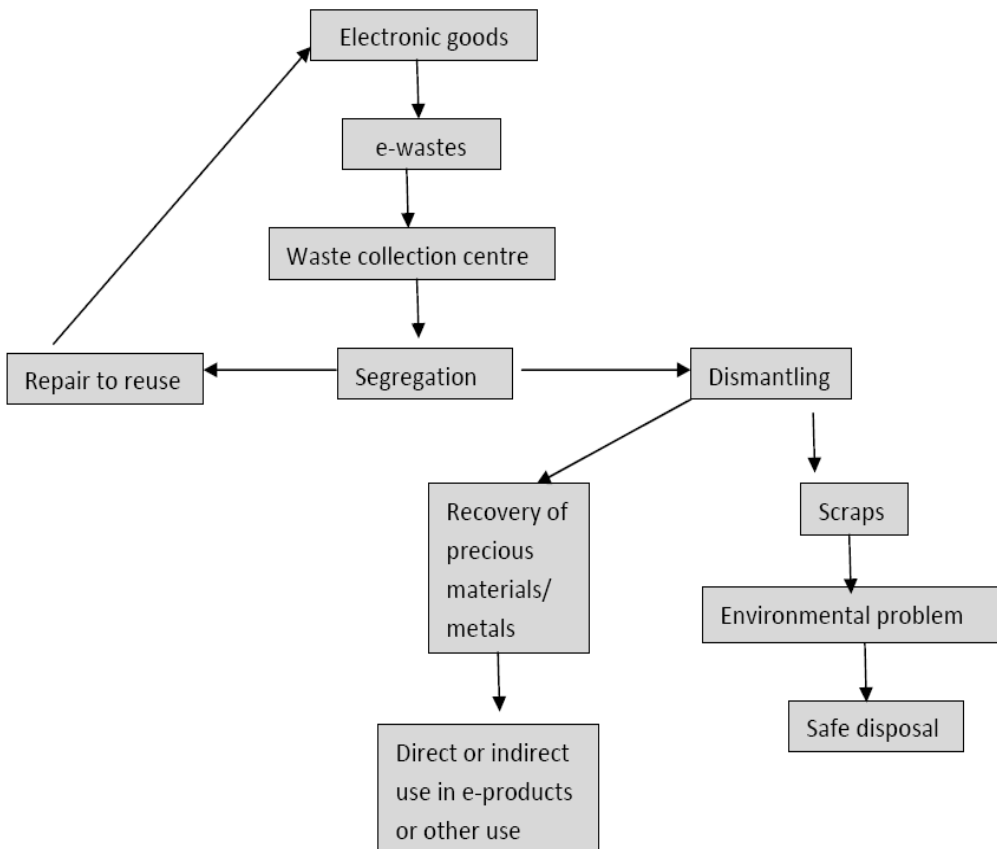 Electronic goods
e-wastes
Waste collection centre
Repair to reuse
Segregation
Dismantling
Recovery of
precious
materials/
metals
Scraps
Environmental problem
Safe disposal
Direct or indirect
use in e-products
or other use